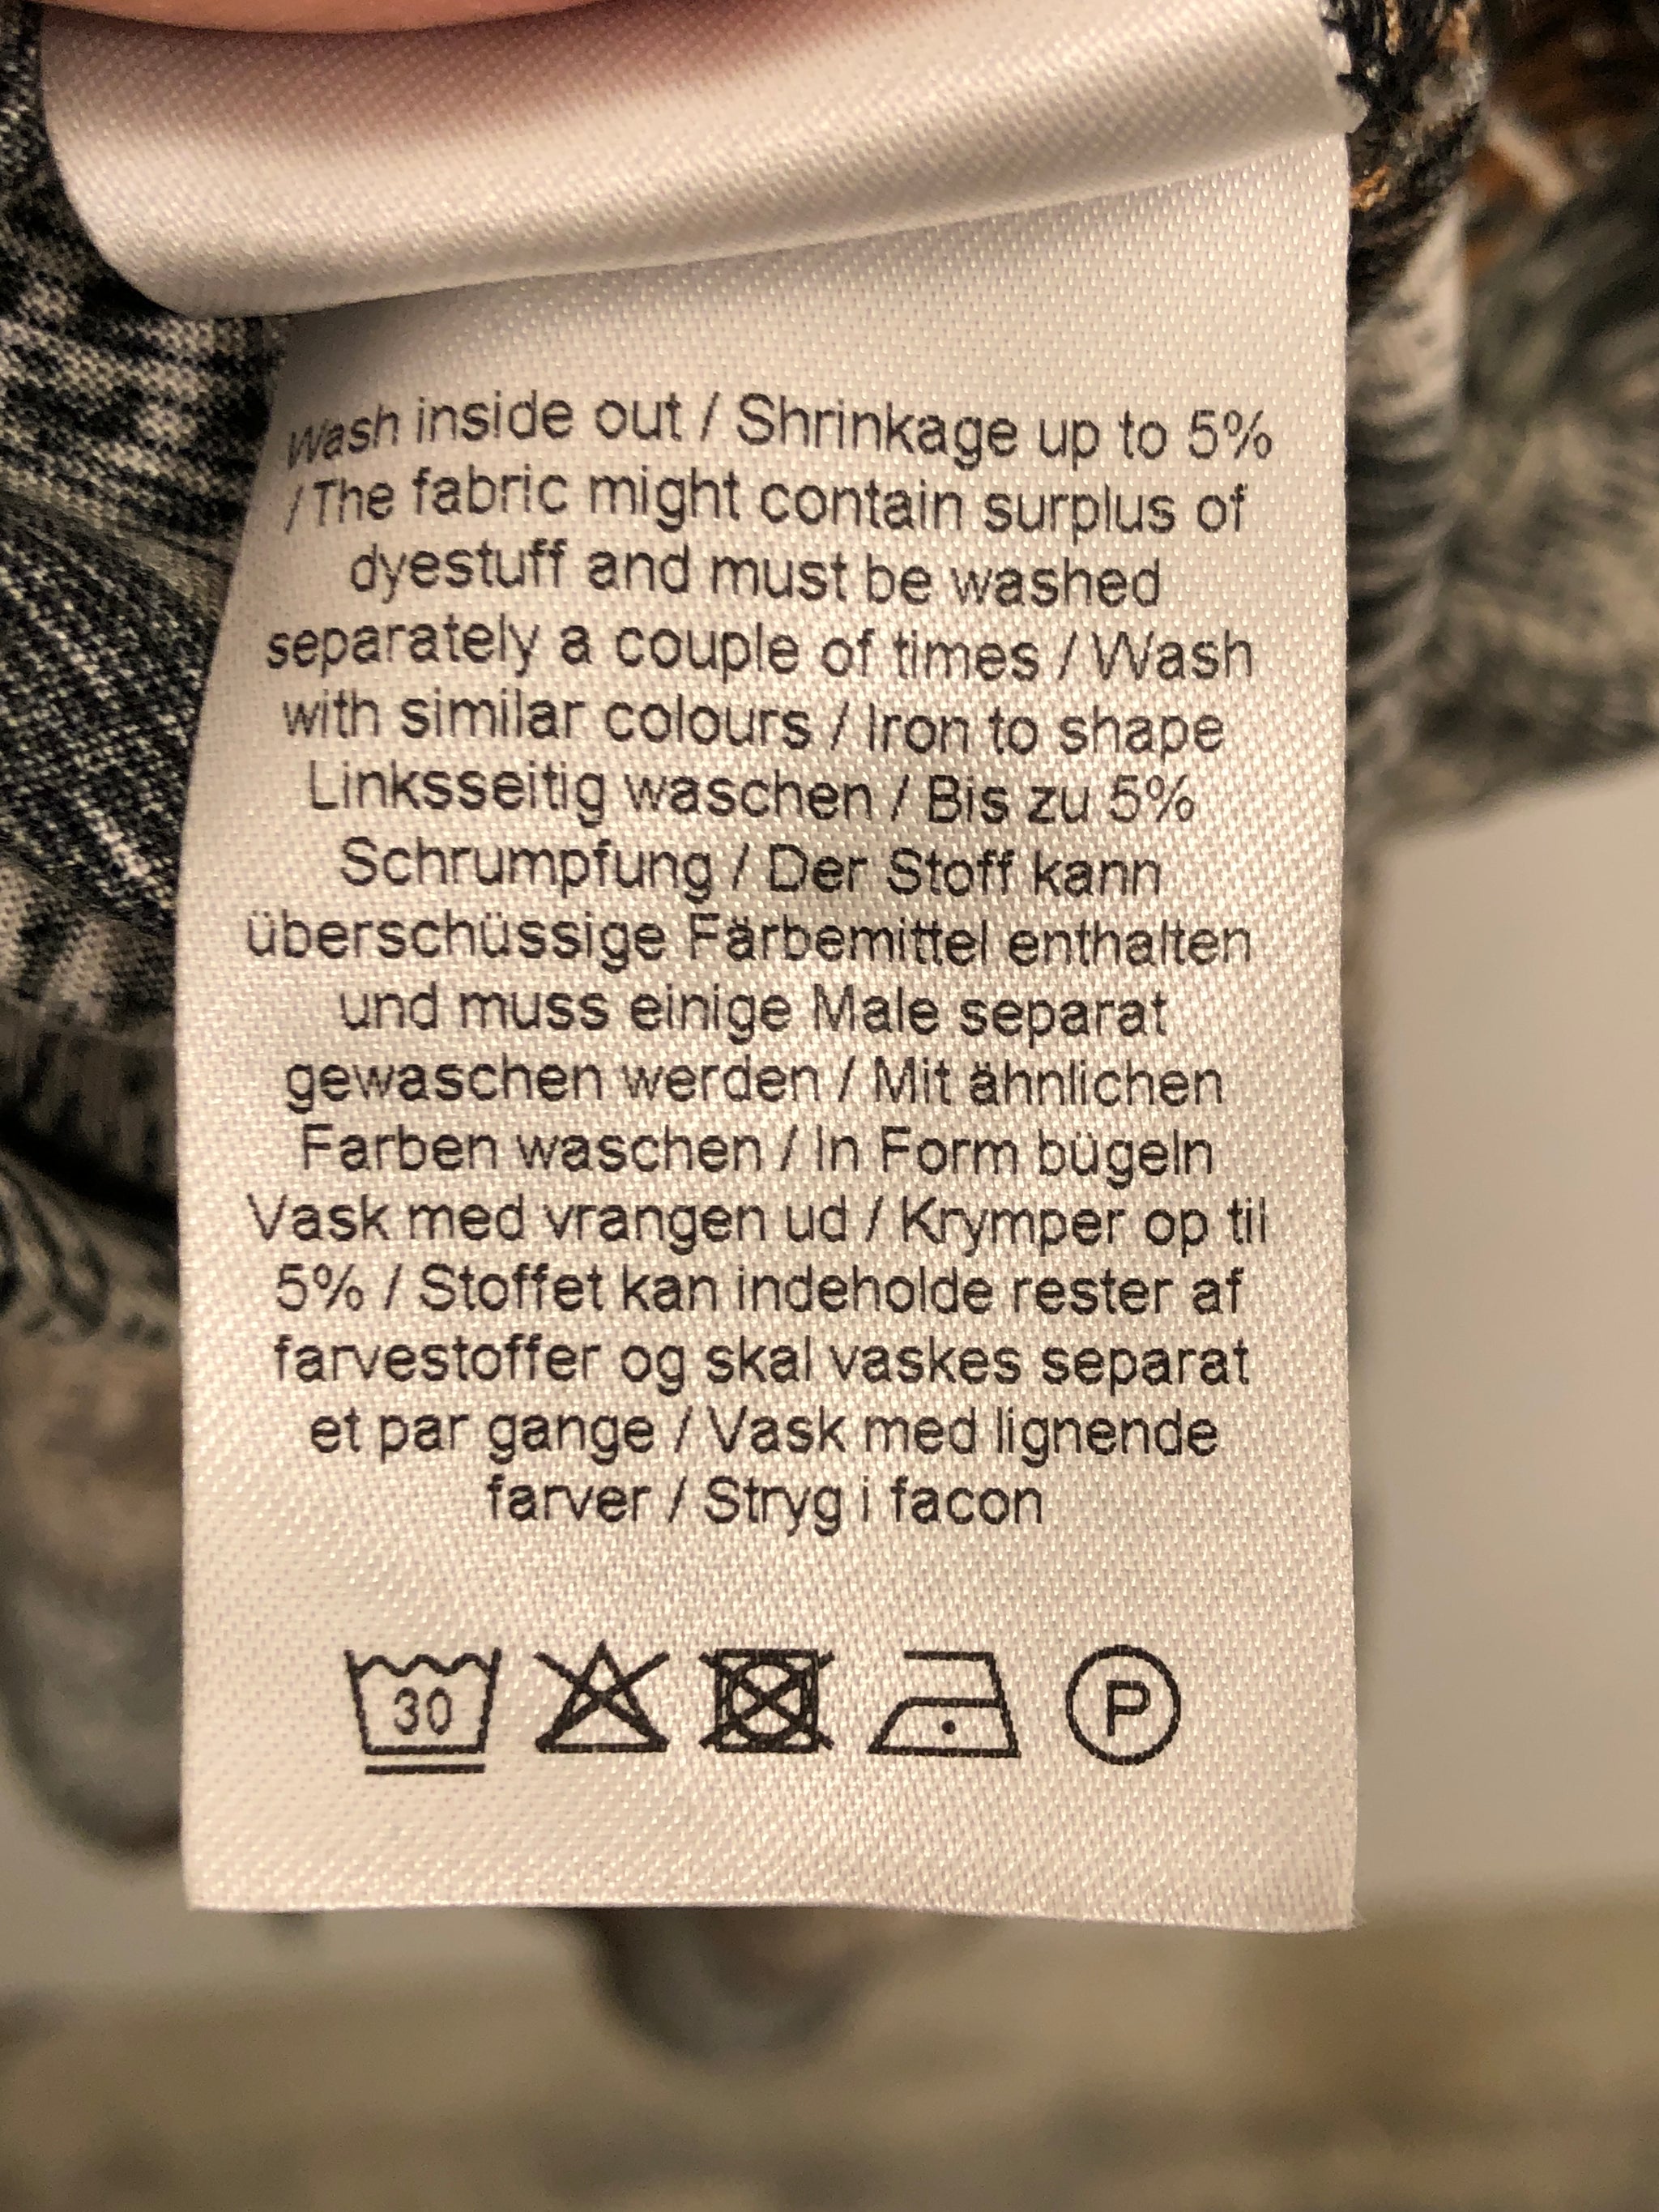 Wash inside out / Shrinkage up to 5%
/ The fabric might contain surplus of
dyestuff and must be washed
separately a couple of times / Wash
with similar colours / Iron to shape
Linksseitig waschen / Bis zu 5%
Schrumpfung / Der Stoff kann
überschüssige Färbemittel enthalten
und muss einige Male separat
gewaschen werden / Mit ähnlichen
Farben waschen / In Form bügeln
Vask med vrangen ud / Krymper op til
5% / Stoffet kan indeholde rester af
farvestoffer og skal vaskes separat
et par gange / Vask med lignende
farver / Stryg i facon
30 P